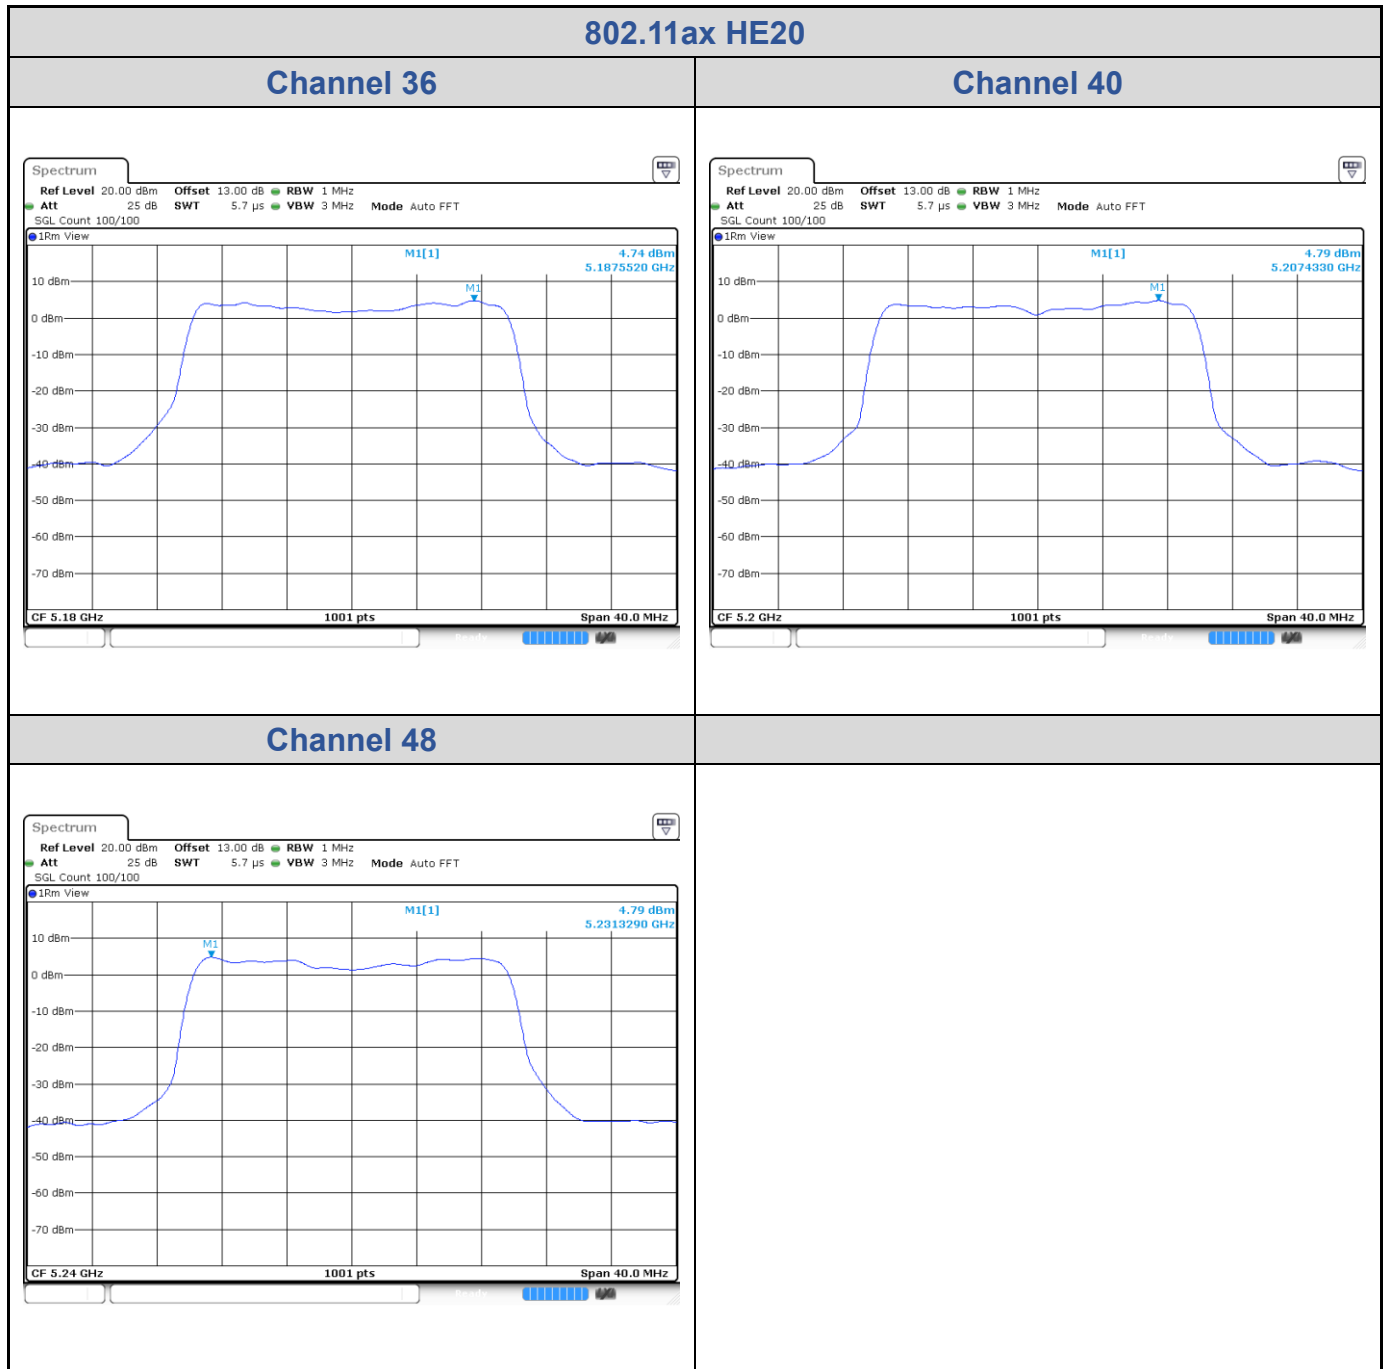 802.11ax HE20
Channel 36
Channel 40
Spectrum
Ref Level 20.00 dBm Offset 13.00 dB RBW 1 MHz
Att 25 dB SWT 5.7 µs VBW 3 MHz Mode Auto FFT
SGL Count 100/100
1Rm View
M1[1] 4.74 dBm
5.1875520 GHz
M1
10 dBm
0 dBm
-10 dBm
-20 dBm
-30 dBm
-40 dBm
-50 dBm
-60 dBm
-70 dBm
CF 5.18 GHz 1001 pts Span 40.0 MHz
Spectrum
Ref Level 20.00 dBm Offset 13.00 dB RBW 1 MHz
Att 25 dB SWT 5.7 µs VBW 3 MHz Mode Auto FFT
SGL Count 100/100
1Rm View
M1[1] 4.79 dBm
5.2074330 GHz
M1
10 dBm
0 dBm
-10 dBm
-20 dBm
-30 dBm
-40 dBm
-50 dBm
-60 dBm
-70 dBm
CF 5.2 GHz 1001 pts Span 40.0 MHz
Channel 48
Spectrum
Ref Level 20.00 dBm Offset 13.00 dB RBW 1 MHz
Att 25 dB SWT 5.7 µs VBW 3 MHz Mode Auto FFT
SGL Count 100/100
1Rm View
M1[1] 4.79 dBm
5.2313290 GHz
M1
10 dBm
0 dBm
-10 dBm
-20 dBm
-30 dBm
-40 dBm
-50 dBm
-60 dBm
-70 dBm
CF 5.24 GHz 1001 pts Span 40.0 MHz